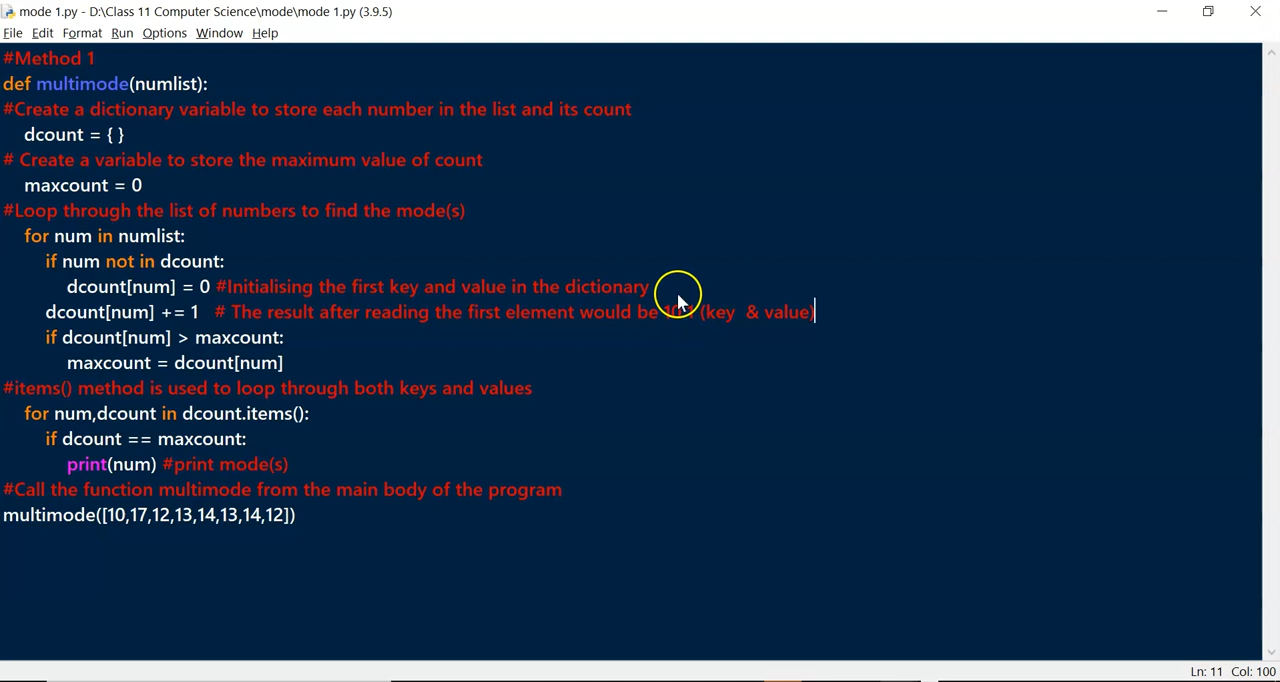 mode 1.py - D:\Class 11 Computer Science\mode\mode 1.py (3.9.5)
File Edit Format Run Options Window Help
#Method 1
def multimode(numlist):
#Create a dictionary variable to store each number in the list and its count
dcount = { }
# Create a variable to store the maximum value of count
maxcount = 0
#Loop through the list of numbers to find the mode(s)
for num in numlist:
if num not in dcount:
dcount[num] = 0 #Initialising the first key and value in the dictionary
dcount[num] += 1 # The result after reading the first element would be (key & value)
if dcount[num] > maxcount:
maxcount = dcount[num]
#items() method is used to loop through both keys and values
for num,dcount in dcount.items():
if dcount == maxcount:
print(num) #print mode(s)
#Call the function multimode from the main body of the program
multimode([10,17,12,13,14,13,14,12])
Ln: 11 Col: 100